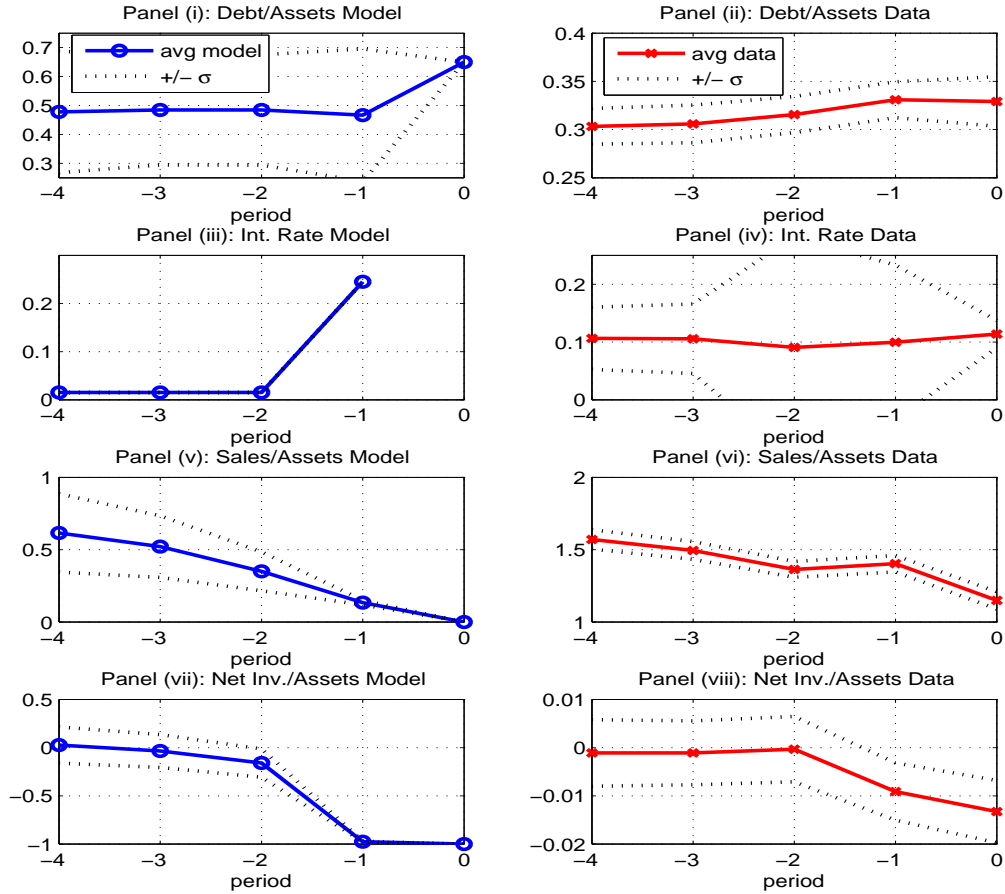 Panel (i): Debt/Assets Model
0.7
0.6
0.5
0.4
0.3
avg model
+/− σ
−4 −3 −2 −1 0
period
Panel (ii): Debt/Assets Data
0.4
0.35
0.3
0.25
avg data
+/− σ
−4 −3 −2 −1 0
period
Panel (iii): Int. Rate Model
0.2
0.1
0
−4 −3 −2 −1 0
period
Panel (iv): Int. Rate Data
0.2
0.1
0
−4 −3 −2 −1 0
period
Panel (v): Sales/Assets Model
1
0.5
0
−4 −3 −2 −1 0
period
Panel (vi): Sales/Assets Data
2
1.5
1
−4 −3 −2 −1 0
period
Panel (vii): Net Inv./Assets Model
0.5
0
−0.5
−1
−4 −3 −2 −1 0
period
Panel (viii): Net Inv./Assets Data
0.01
0
−0.01
−0.02
−4 −3 −2 −1 0
period